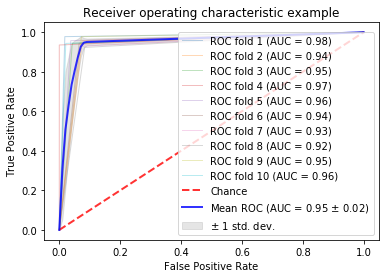 Receiver operating characteristic example
True Positive Rate
1.0
0.8
0.6
0.4
0.2
0.0
ROC fold 1 (AUC = 0.98)
ROC fold 2 (AUC = 0.94)
ROC fold 3 (AUC = 0.95)
ROC fold 4 (AUC = 0.97)
ROC fold 5 (AUC = 0.96)
ROC fold 6 (AUC = 0.94)
ROC fold 7 (AUC = 0.93)
ROC fold 8 (AUC = 0.92)
ROC fold 9 (AUC = 0.95)
ROC fold 10 (AUC = 0.96)
Chance
Mean ROC (AUC = 0.95 ± 0.02)
± 1 std. dev.
0.0 0.2 0.4 0.6 0.8 1.0
False Positive Rate